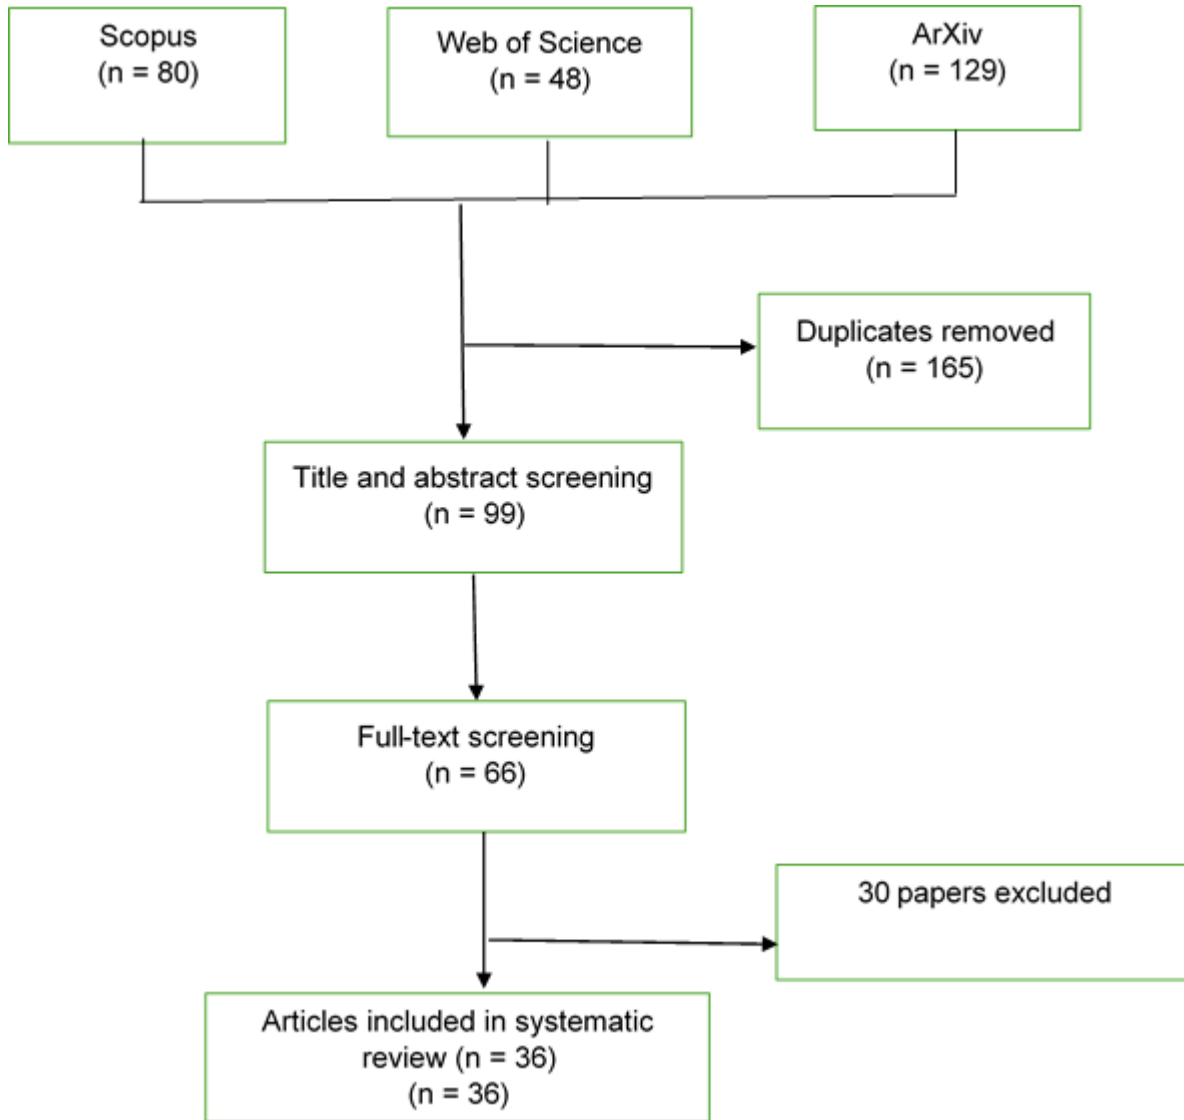 Scopus
(n = 80)
Web of Science
(n = 48)
ArXiv
(n = 129)
Duplicates removed
(n = 165)
Title and abstract screening
(n = 99)
Full-text screening
(n = 66)
30 papers excluded
Articles included in systematic
review (n = 36)
(n = 36)